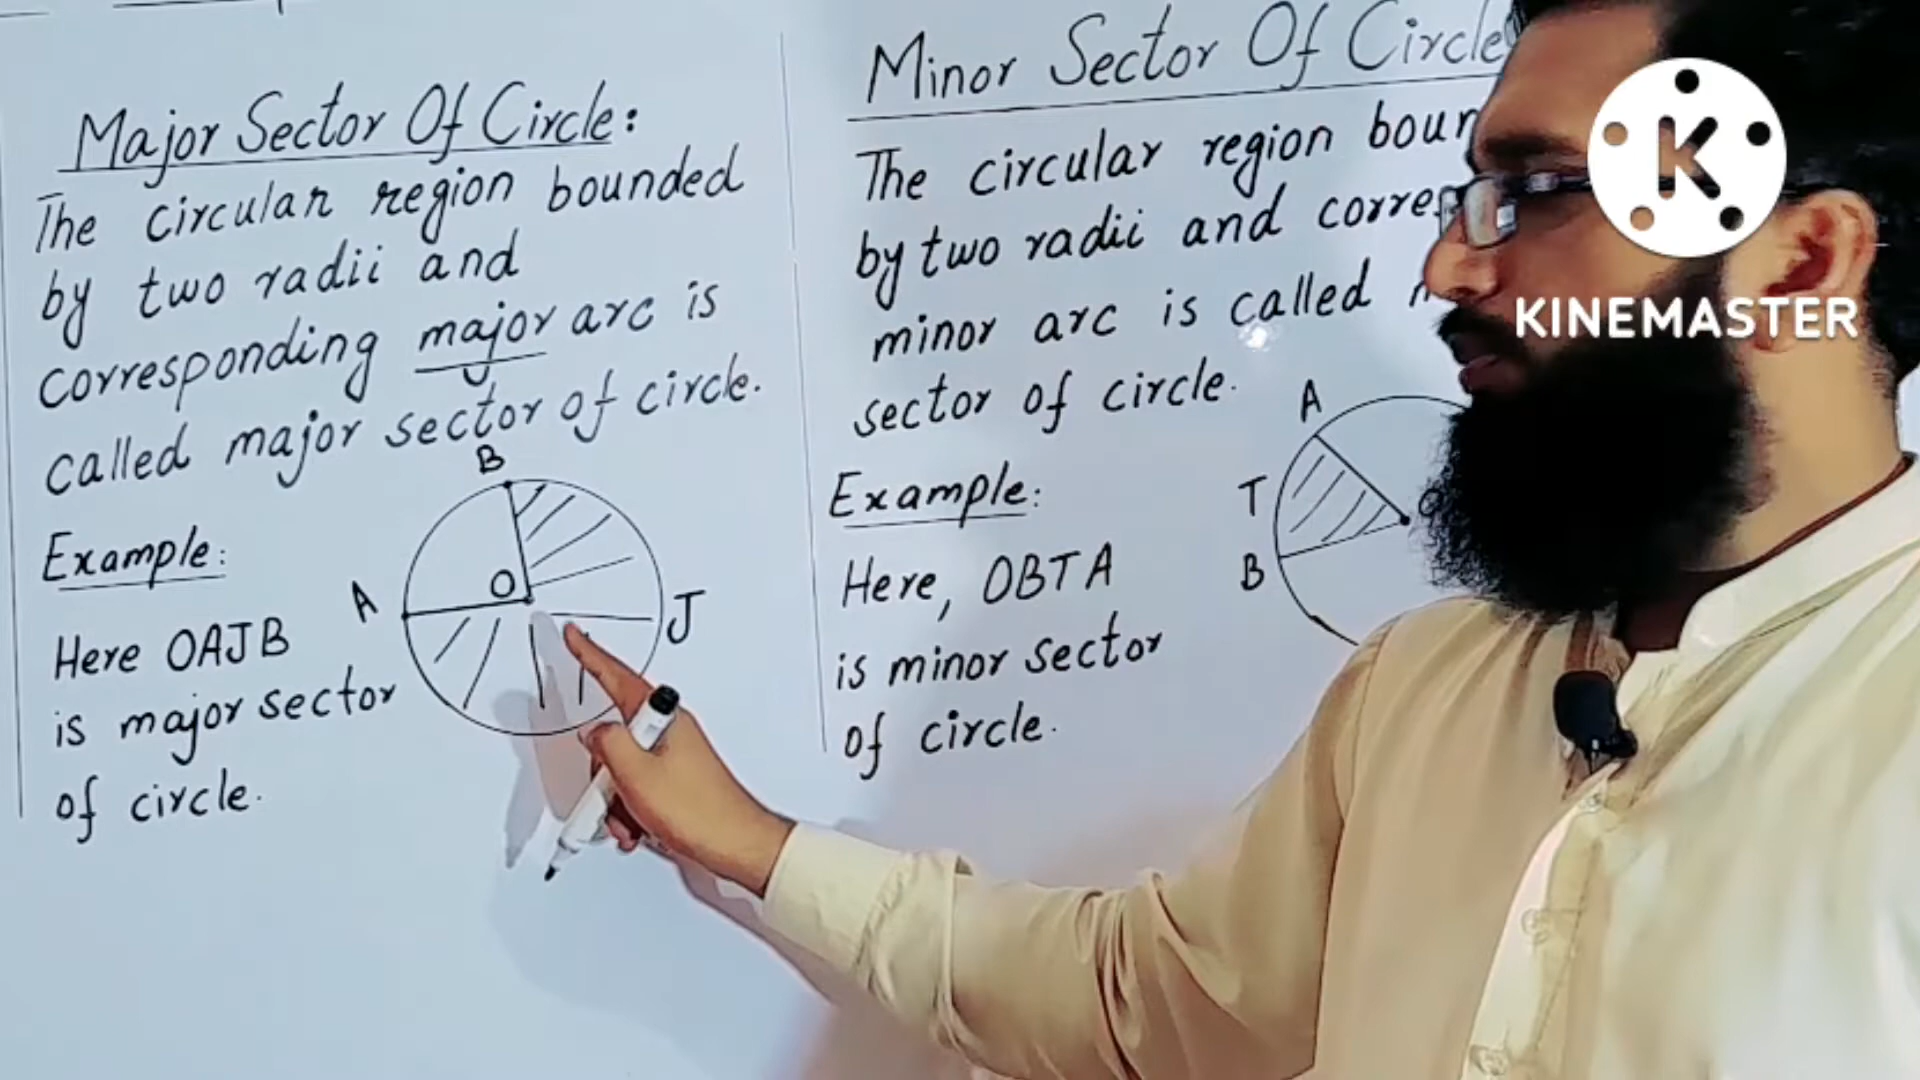 Major Sector Of Circle:
The circular region bounded
by two radii and
corresponding major arc is
called major sector of circle.
Example:
Here OAJB
is major sector
of circle.
B
A
O
J
Minor Sector Of Circle
The circular region
by two radii and
minor arc is called
sector of circle.
Example:
Here, OBTA
is minor sector
of circle.
A
T
B
K
KINEMASTER